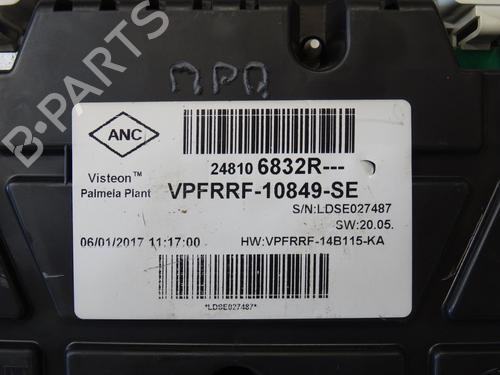 B-PARTS
ANC
Visteon™
Palmela Plant
24810 6832R---
VPFRRF-10849-SE
S/N:LDSE027487
SW:20.05.
06/01/2017 11:17:00
HW:VPFRRF-14B115-KA
*LDSE027487*